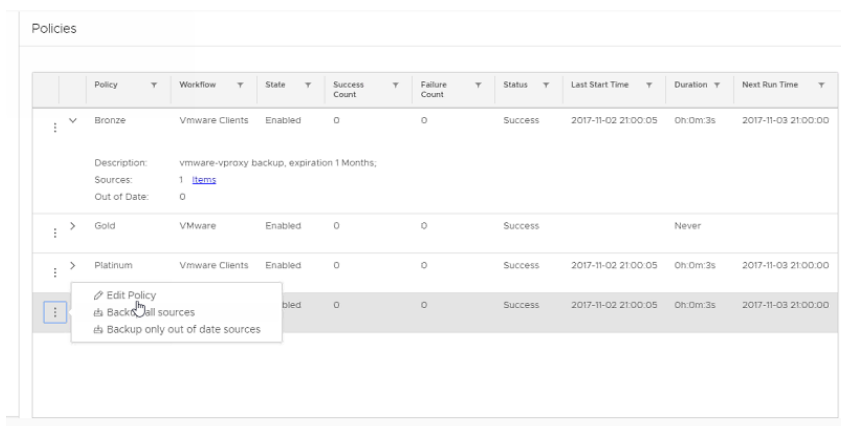 Policies
Policy Workflow State Success Count Failure Count Status Last Start Time Duration Next Run Time
Bronze Vmware Clients Enabled 0 0 Success 2017-11-02 21:00:05 0h:0m:3s 2017-11-03 21:00:00
Description: vmware-vproxy backup, expiration 1 Months;
Sources: 1 Items
Out of Date: 0
Gold VMware Enabled 0 0 Success Never
Platinum Vmware Clients Enabled 0 0 Success 2017-11-02 21:00:05 0h:0m:3s 2017-11-03 21:00:00
Edit Policy
bled 0 0 Success 2017-11-02 21:00:05 0h:0m:3s 2017-11-03 21:00:00
Backup all sources
Backup only out of date sources